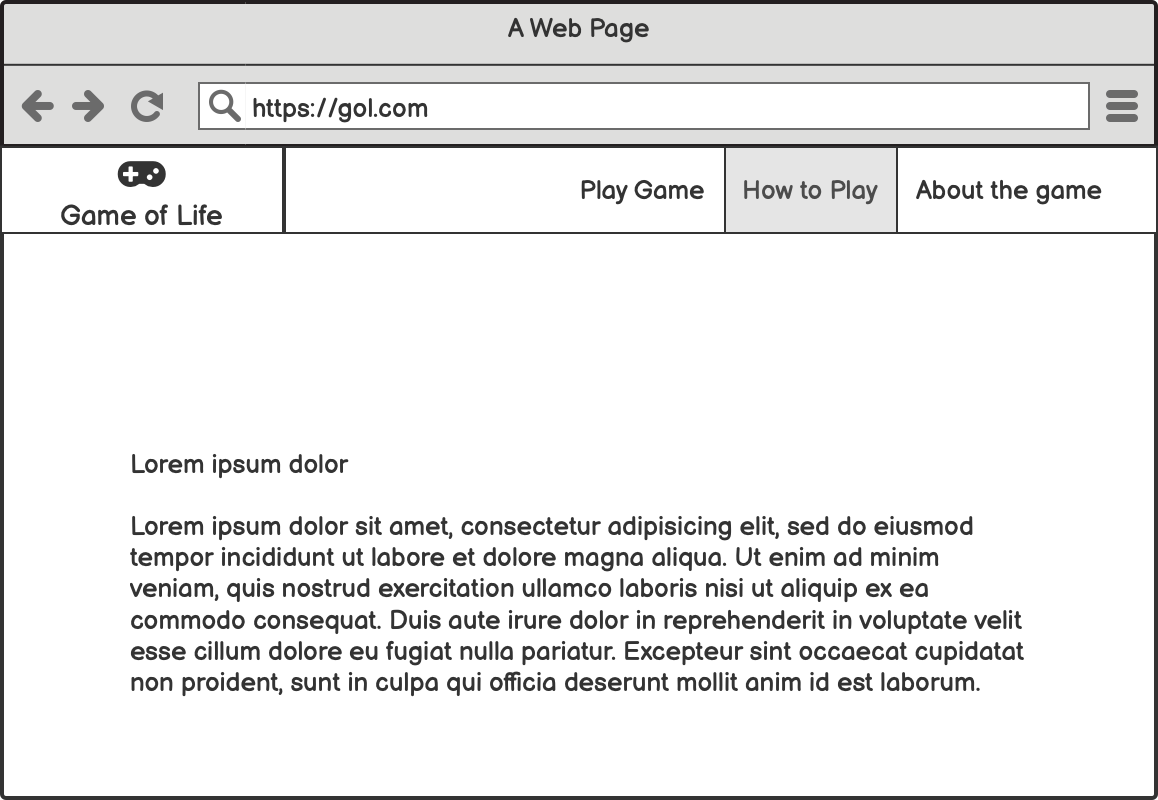 A Web Page
https://gol.com
Game of Life
Play Game
How to Play
About the game
Lorem ipsum dolor
Lorem ipsum dolor sit amet, consectetur adipisicing elit, sed do eiusmod
tempor incididunt ut labore et dolore magna aliqua. Ut enim ad minim
veniam, quis nostrud exercitation ullamco laboris nisi ut aliquip ex ea
commodo consequat. Duis aute irure dolor in reprehenderit in voluptate velit
esse cillum dolore eu fugiat nulla pariatur. Excepteur sint occaecat cupidatat
non proident, sunt in culpa qui officia deserunt mollit anim id est laborum.